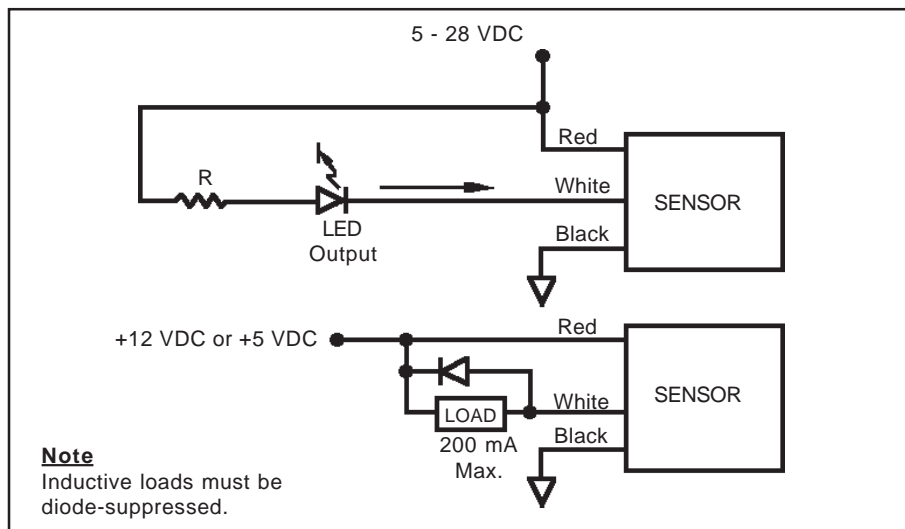 5 - 28 VDC
Red
R
White
SENSOR
LED
Output
Black
+12 VDC or +5 VDC
Red
SENSOR
LOAD
White
200 mA
Max.
Black
Note
Inductive loads must be
diode-suppressed.